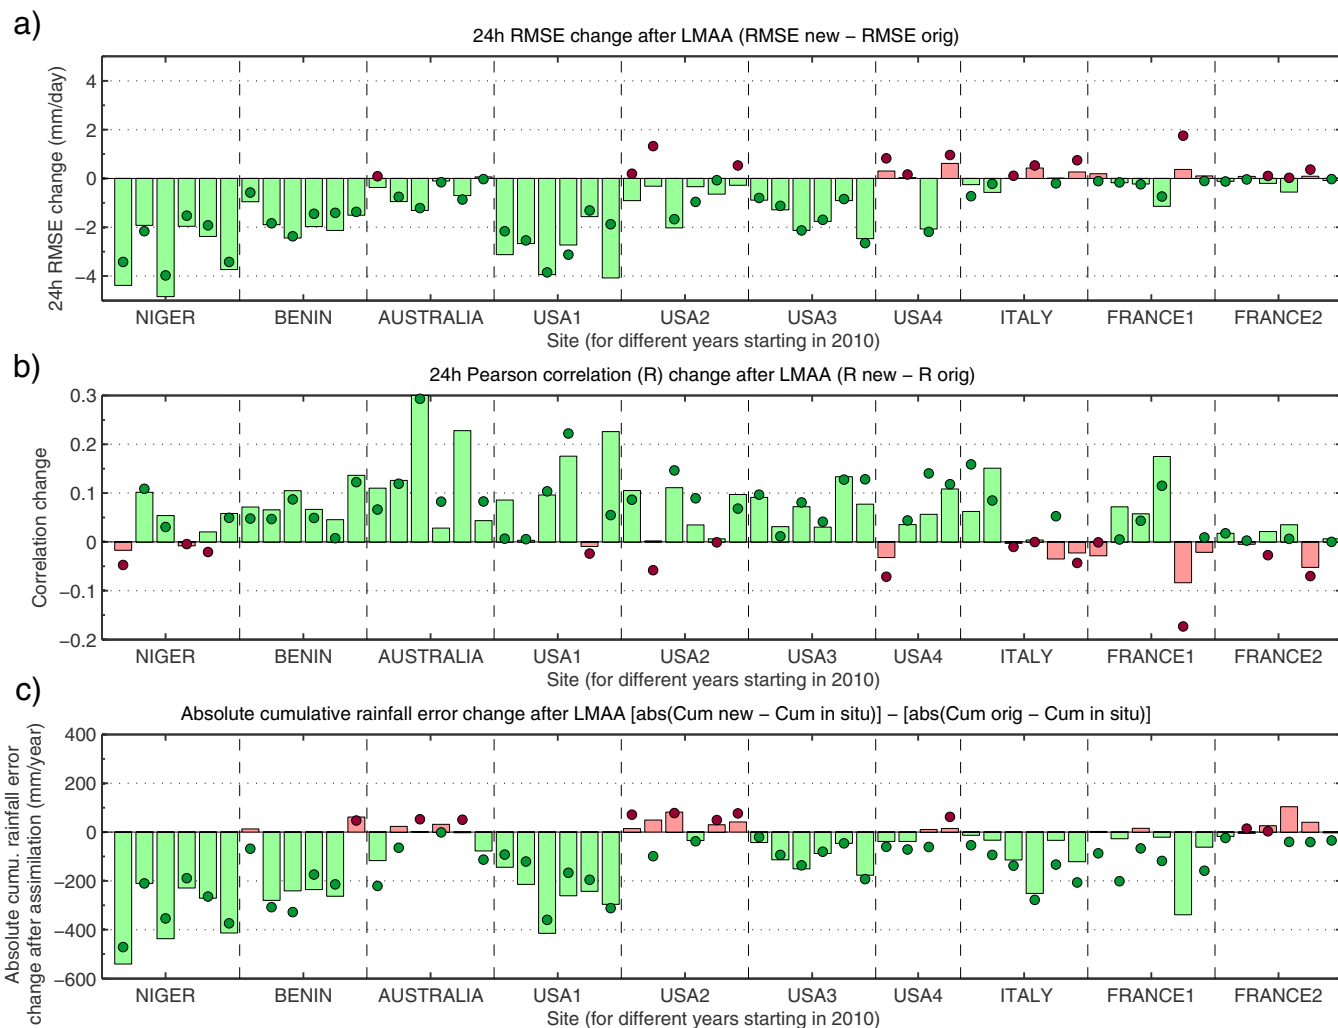 a)
24h RMSE change after LMAA (RMSE new − RMSE orig)
24h RMSE change (mm/day)
4
2
0
−2
−4
NIGER BENIN AUSTRALIA USA1 USA2 USA3 USA4 ITALY FRANCE1 FRANCE2
Site (for different years starting in 2010)
b)
24h Pearson correlation (R) change after LMAA (R new − R orig)
Correlation change
0.3
0.2
0.1
0
−0.1
−0.2
NIGER BENIN AUSTRALIA USA1 USA2 USA3 USA4 ITALY FRANCE1 FRANCE2
Site (for different years starting in 2010)
c)
Absolute cumulative rainfall error change after LMAA [abs(Cum new − Cum in situ)] − [abs(Cum orig − Cum in situ)]
Absolute cumu. rainfall error
change after assimilation (mm/year)
400
200
0
−200
−400
−600
NIGER BENIN AUSTRALIA USA1 USA2 USA3 USA4 ITALY FRANCE1 FRANCE2
Site (for different years starting in 2010)